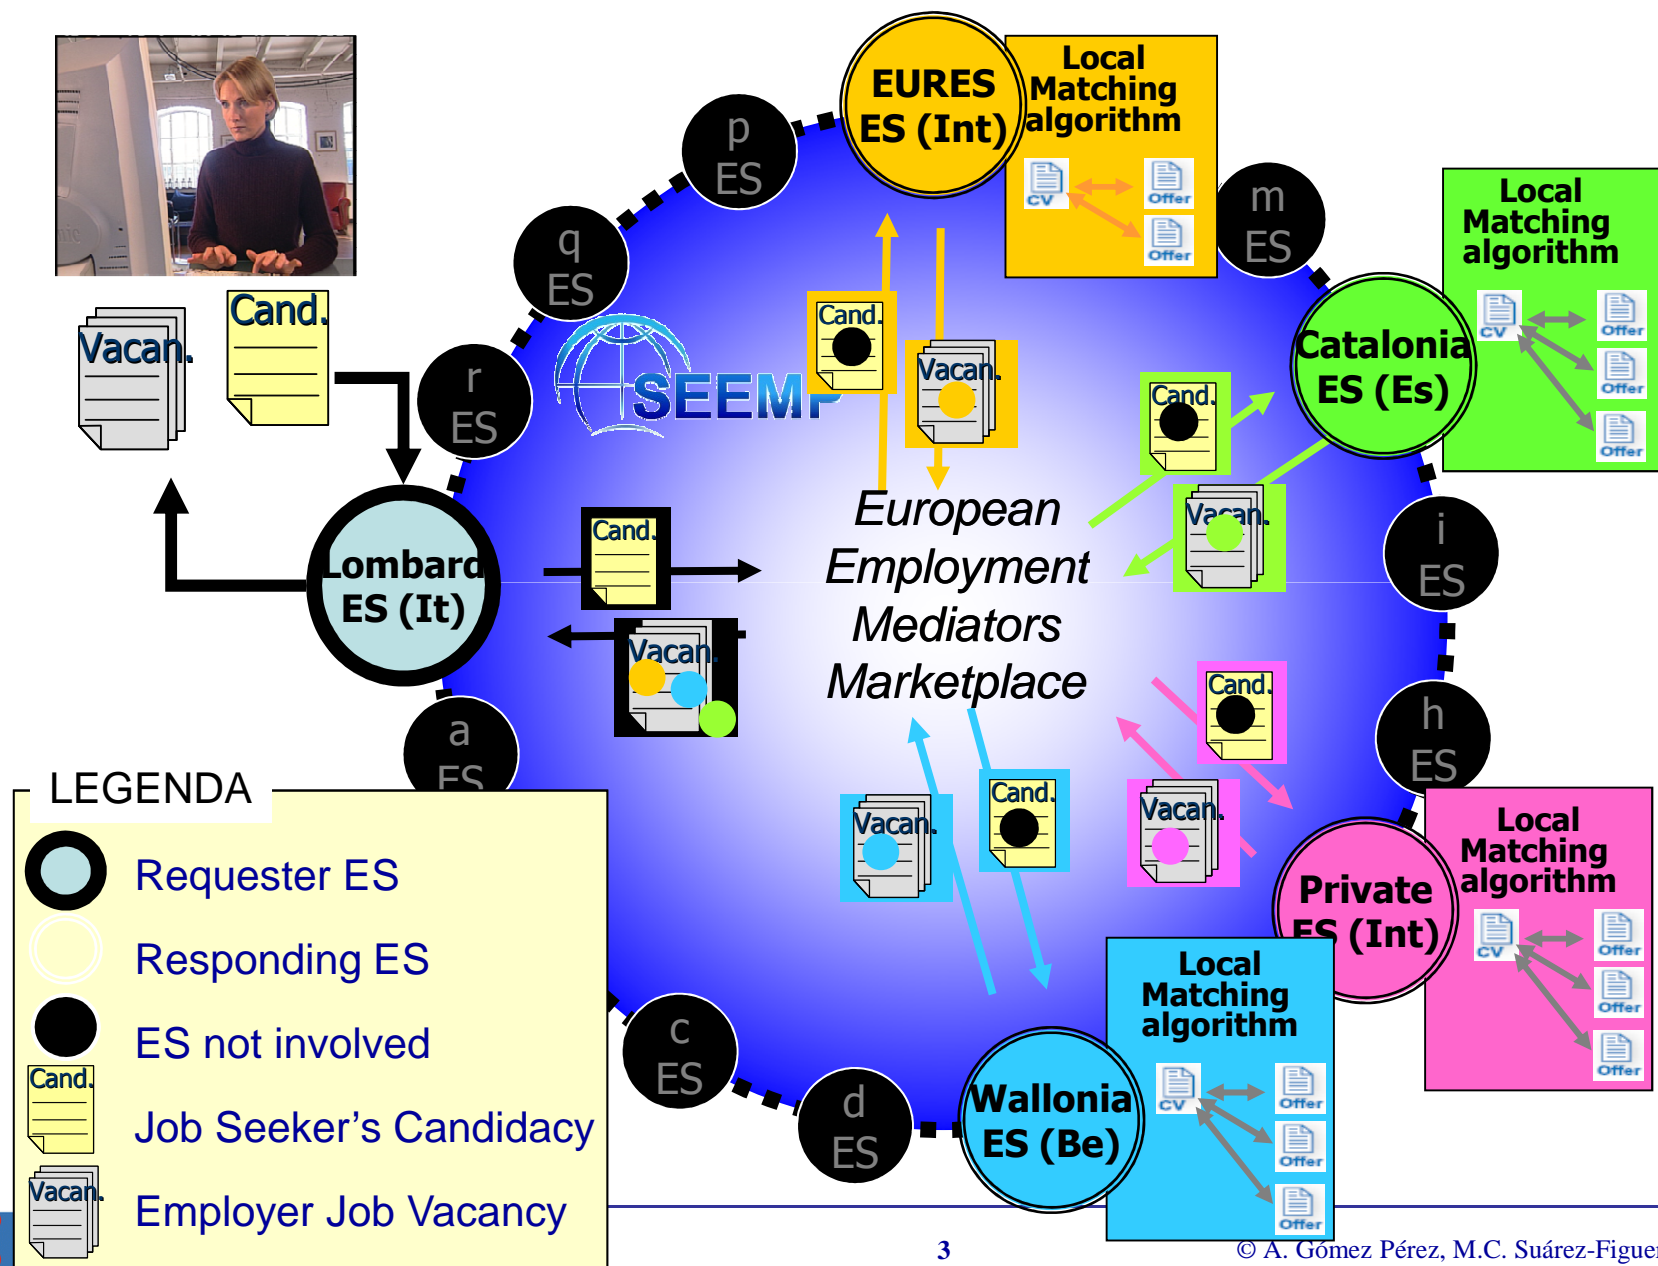 EURES
ES (Int)
Local
Matching
algorithm
CV
Offer
Offer
p
ES
m
ES
Local
Matching
algorithm
CV
Offer
Offer
Offer
q
ES
Catalonia
ES (Es)
Vacan.
Cand.
r
ES
SEEMP
Cand.
Vacan.
Cand.
Vacan.
European
Employment
Mediators
Marketplace
i
ES
Lombard
ES (It)
Cand.
Vacan.
Cand.
Vacan.
h
ES
a
ES
Vacan.
Cand.
Private
ES (Int)
Local
Matching
algorithm
CV
Offer
Offer
Offer
Local
Matching
algorithm
CV
Offer
Offer
Offer
c
ES
d
ES
Wallonia
ES (Be)
LEGENDA
Requester ES
Responding ES
ES not involved
Cand.
Job Seeker’s Candidacy
Vacan.
Employer Job Vacancy
3
© A. Gómez Pérez, M.C. Suárez-Figuer